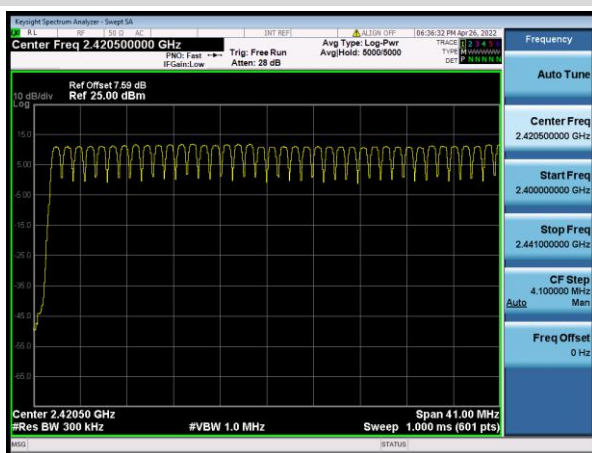 Keysight Spectrum Analyzer - Swept SA
RL RF 50 Ω AC INT REF ALIGN OFF 06:36:32 PM Apr 26, 2022
Center Freq 2.420500000 GHz
PNO: Fast
IFGain:Low
Trig: Free Run
Atten: 28 dB
Avg Type: Log-Pwr
Avg|Hold: 5000/5000
TRACE 1 2 3 4 5 6
TYPE M W W W W W
DET P N N N N N
Frequency
Auto Tune
Center Freq
2.420500000 GHz
Start Freq
2.400000000 GHz
Stop Freq
2.441000000 GHz
CF Step
4.100000 MHz
Auto Man
Freq Offset
0 Hz
Ref Offset 7.59 dB
10 dB/div Ref 25.00 dBm
Log
15.0
5.00
-5.00
-15.0
-25.0
-35.0
-45.0
-55.0
-65.0
Center 2.42050 GHz Span 41.00 MHz
#Res BW 300 kHz #VBW 1.0 MHz Sweep 1.000 ms (601 pts)
MSG STATUS